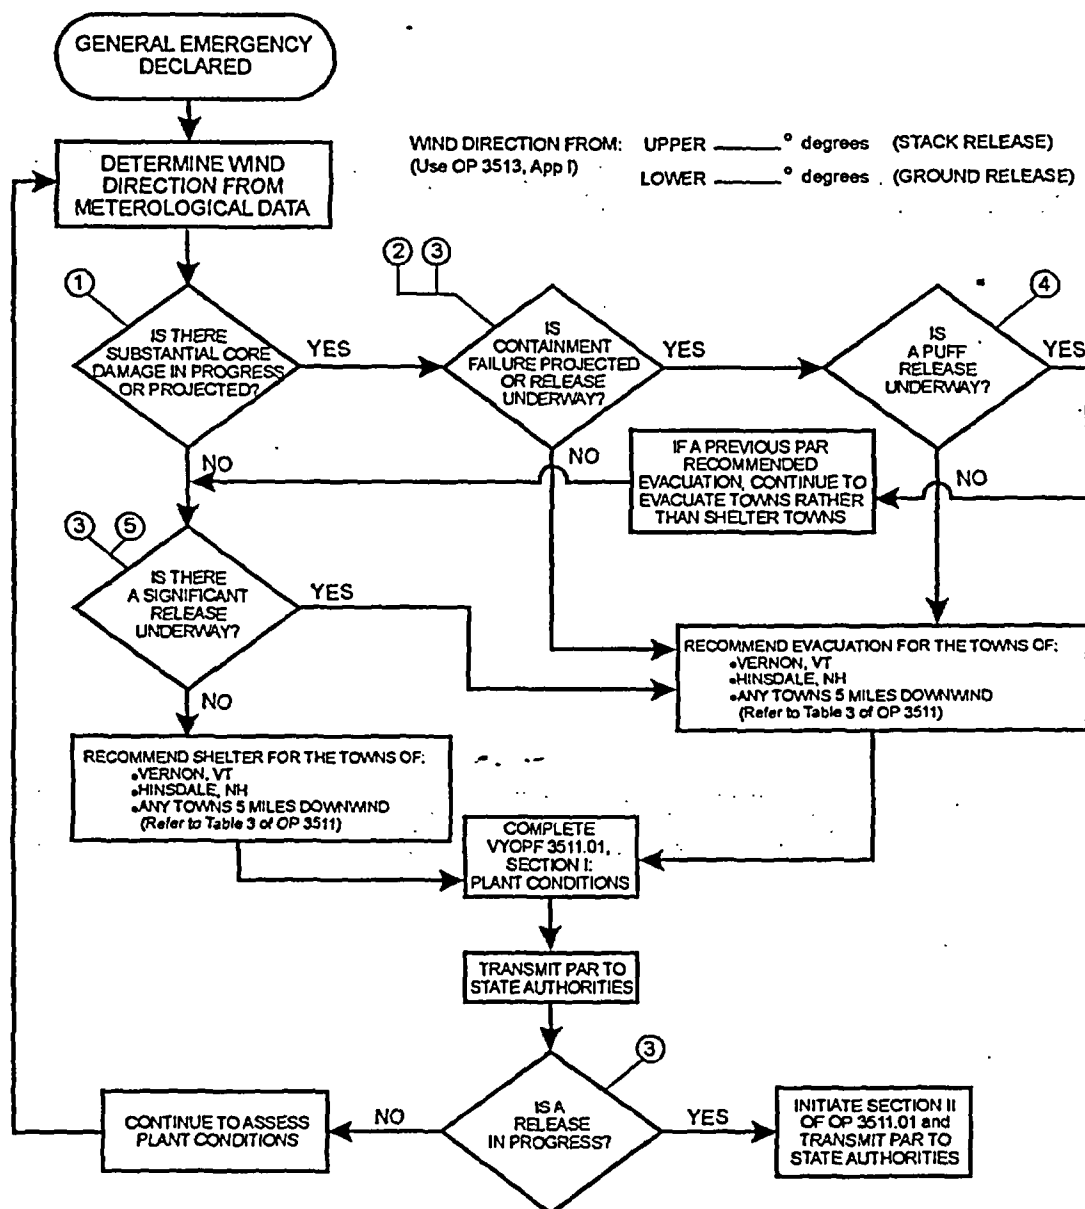 GENERAL EMERGENCY
DECLARED
DETERMINE WIND
DIRECTION FROM
METEROLOGICAL DATA
WIND DIRECTION FROM: UPPER ______° degrees (STACK RELEASE)
(Use OP 3513, App I)
LOWER ______° degrees (GROUND RELEASE)
1
IS THERE
SUBSTANTIAL CORE
DAMAGE IN PROGRESS
OR PROJECTED?
YES
2 3
IS
CONTAINMENT
FAILURE PROJECTED
OR RELEASE
UNDERWAY?
YES
4
IS
A PUFF
RELEASE
UNDERWAY?
YES
NO
NO
NO
IF A PREVIOUS PAR
RECOMMENDED
EVACUATION, CONTINUE TO
EVACUATE TOWNS RATHER
THAN SHELTER TOWNS
3 5
IS THERE
A SIGNIFICANT
RELEASE
UNDERWAY?
YES
NO
RECOMMEND EVACUATION FOR THE TOWNS OF:
•VERNON, VT
•HINSDALE, NH
•ANY TOWNS 5 MILES DOWNWIND
(Refer to Table 3 of OP 3511)
RECOMMEND SHELTER FOR THE TOWNS OF:
•VERNON, VT
•HINSDALE, NH
•ANY TOWNS 5 MILES DOWNWIND
(Refer to Table 3 of OP 3511)
COMPLETE
VYOPF 3511.01,
SECTION I:
PLANT CONDITIONS
TRANSMIT PAR TO
STATE AUTHORITIES
3
IS A
RELEASE
IN PROGRESS?
NO
YES
CONTINUE TO ASSESS
PLANT CONDITIONS
INITIATE SECTION II
OF OP 3511.01 and
TRANSMIT PAR TO
STATE AUTHORITIES